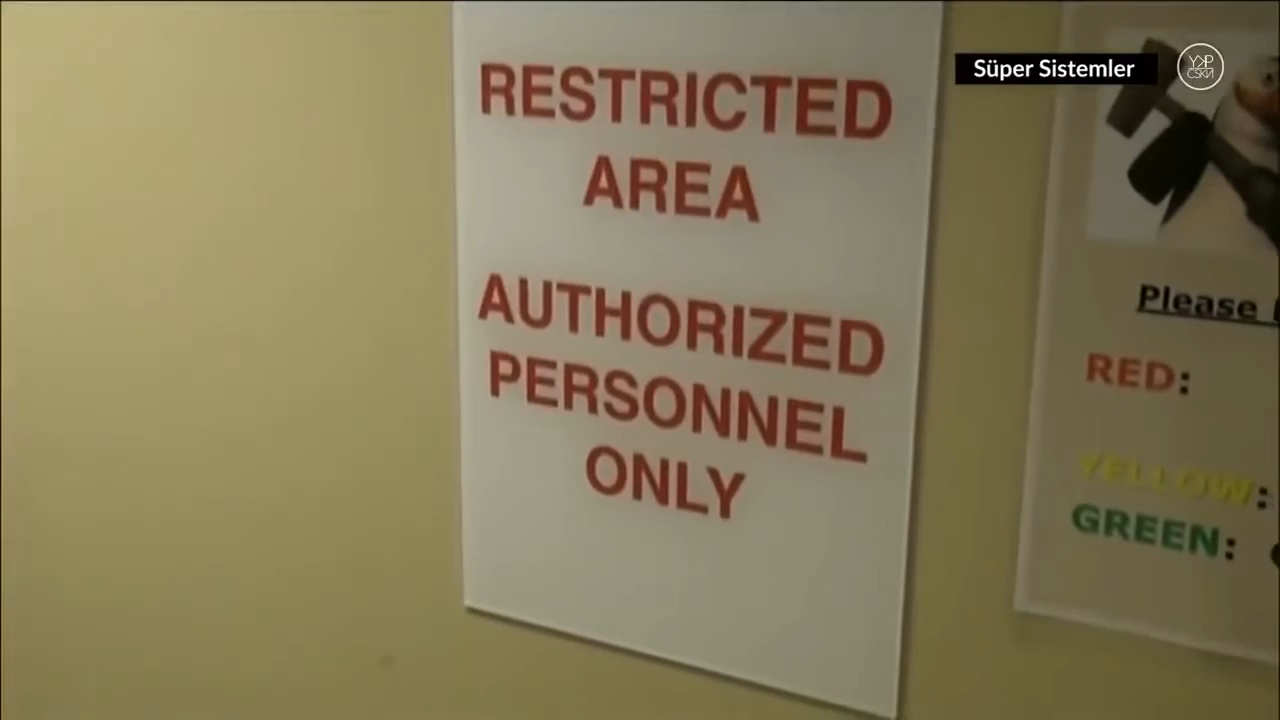 Süper Sistemler
RESTRICTED
AREA
AUTHORIZED
PERSONNEL
ONLY
Please
RED:
YELLOW:
GREEN: